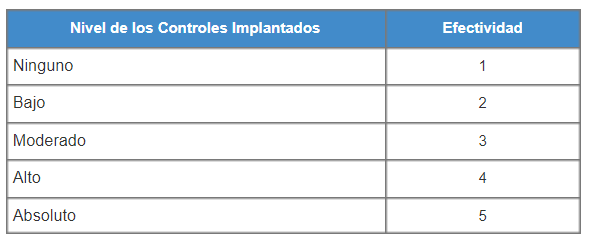 Nivel de los Controles Implantados Efectividad
Ninguno 1
Bajo 2
Moderado 3
Alto 4
Absoluto 5